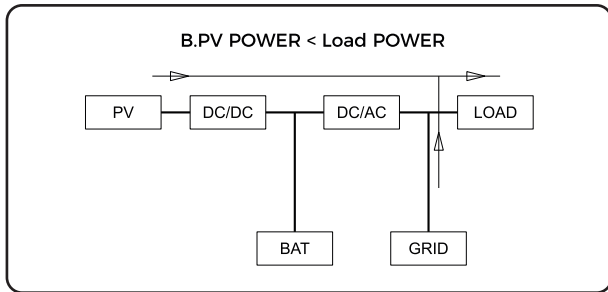 B.PV POWER < Load POWER
PV
DC/DC
DC/AC
LOAD
BAT
GRID